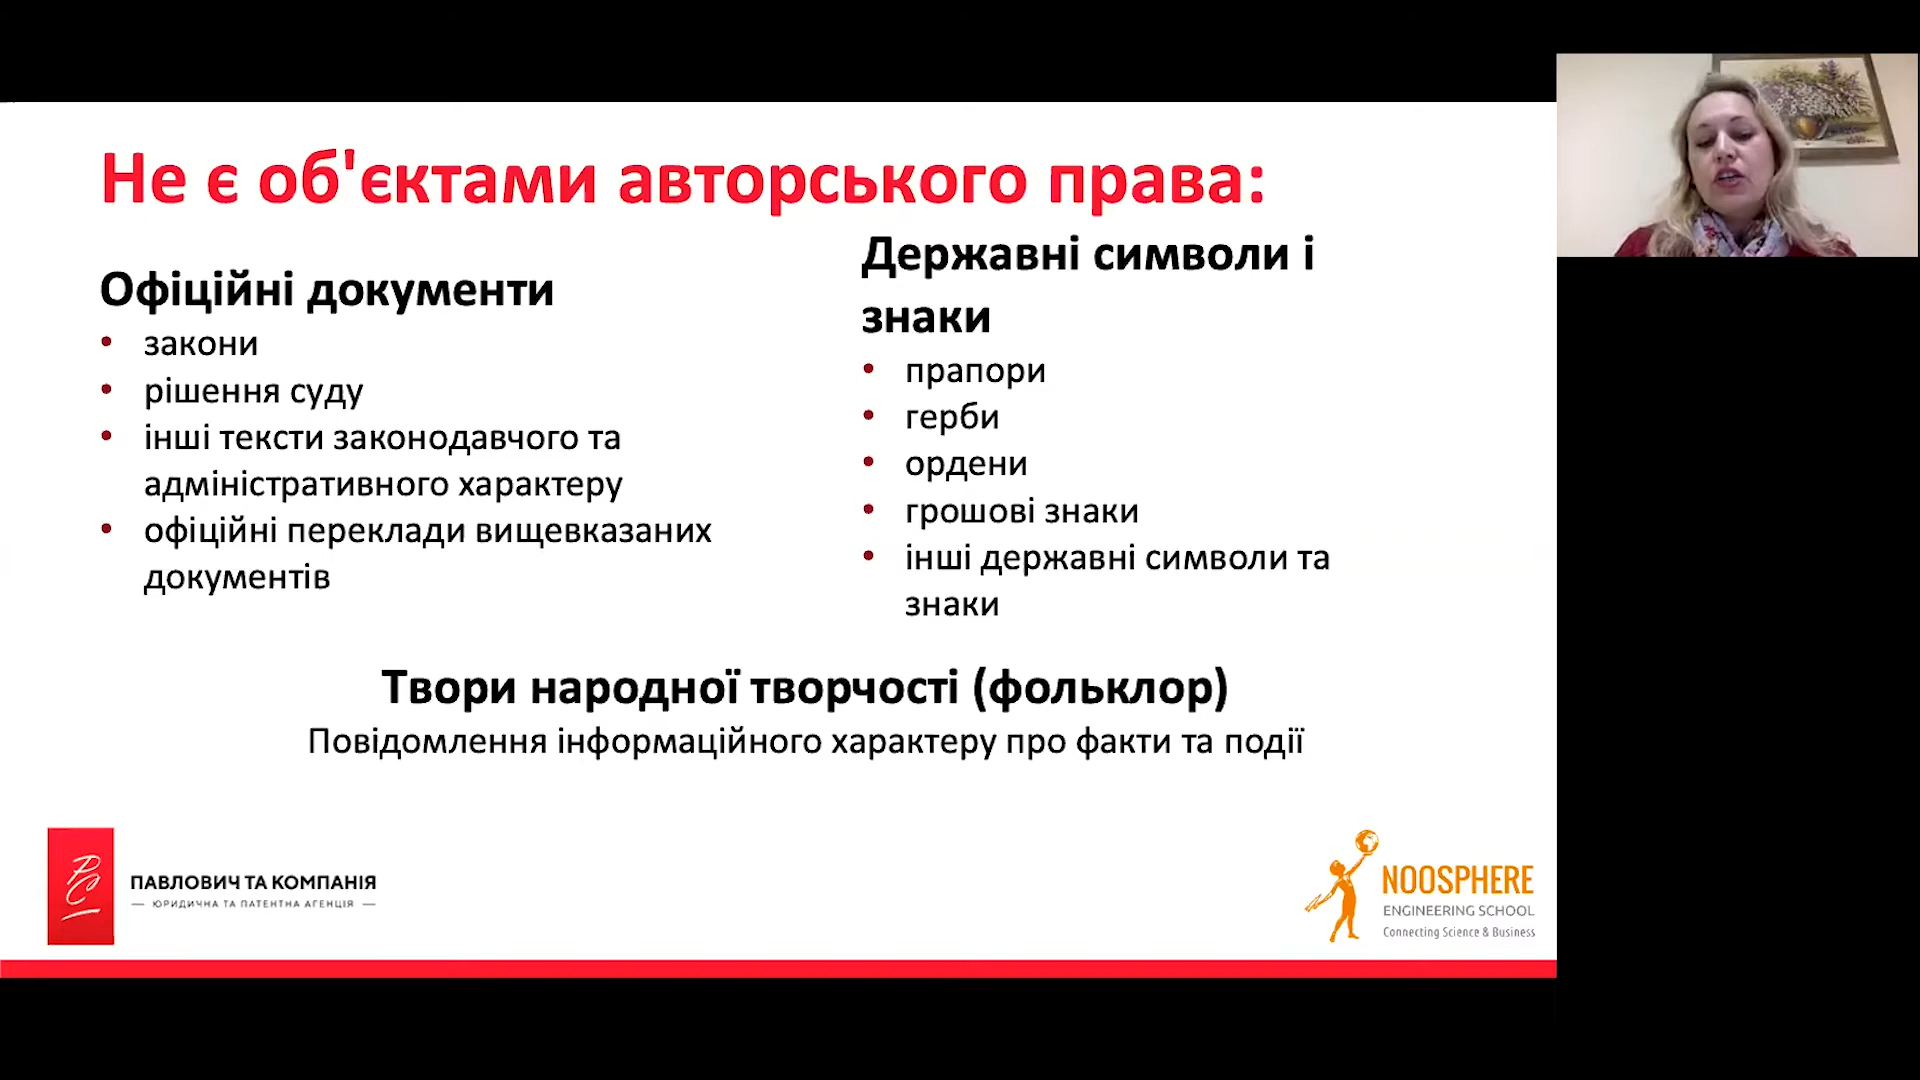 Не є об'єктами авторського права:
Офіційні документи
• закони
• рішення суду
• інші тексти законодавчого та
адміністративного характеру
• офіційні переклади вищевказаних
документів
Державні символи і
знаки
• прапори
• герби
• ордени
• грошові знаки
• інші державні символи та
знаки
Твори народної творчості (фольклор)
Повідомлення інформаційного характеру про факти та події
ПАВЛОВИЧ ТА КОМПАНІЯ
— ЮРИДИЧНА ТА ПАТЕНТНА АГЕНЦІЯ —
NOOSPHERE
ENGINEERING SCHOOL
Connecting Science & Business